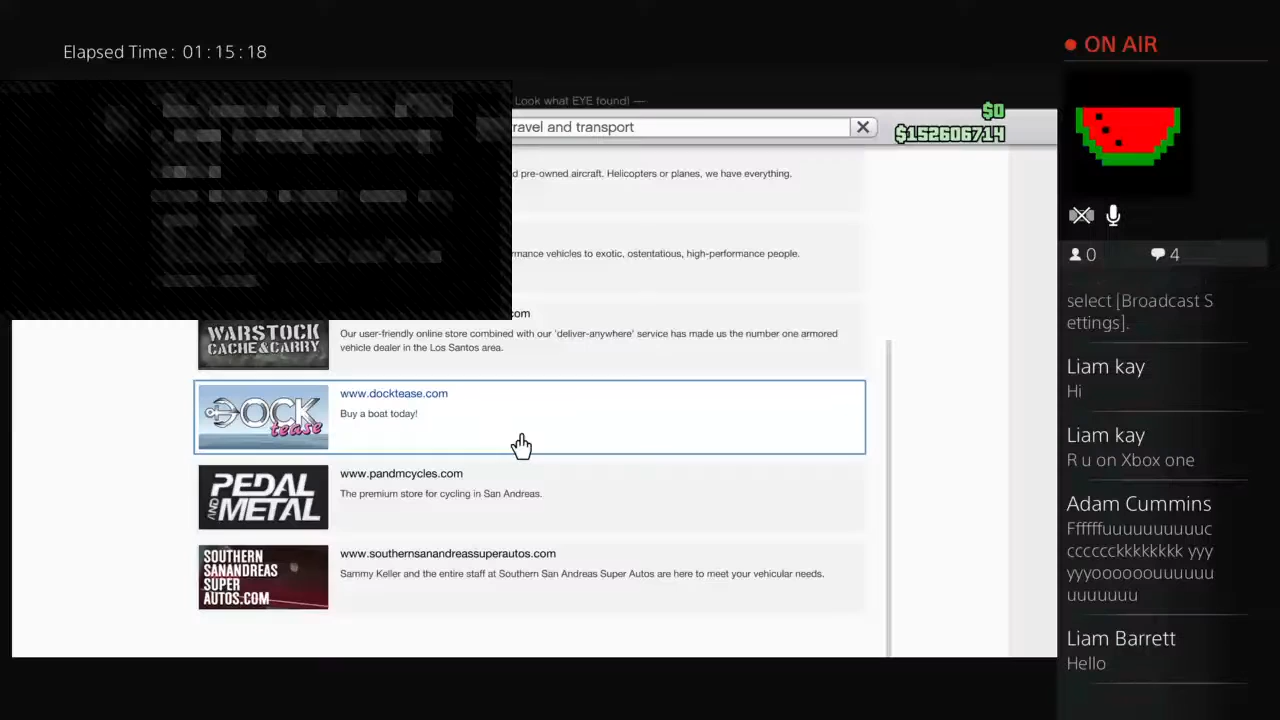 Elapsed Time: 01:15:18
ON AIR
Look what EYE found! —
ravel and transport
$0
$152606714
d pre-owned aircraft. Helicopters or planes, we have everything.
mance vehicles to exotic, ostentatious, high-performance people.
.com
WARSTOCK
CACHE&CARRY
Our user-friendly online store combined with our 'deliver-anywhere' service has made us the number one armored
vehicle dealer in the Los Santos area.
DOCK
tease
www.docktease.com
Buy a boat today!
PEDAL
AND METAL
www.pandmcycles.com
The premium store for cycling in San Andreas.
SOUTHERN
SANANDREAS
SUPER
AUTOS.COM
www.southernsanandreassuperautos.com
Sammy Keller and the entire staff at Southern San Andreas Super Autos are here to meet your vehicular needs.
0
4
select [Broadcast S
ettings].
Liam kay
Hi
Liam kay
R u on Xbox one
Adam Cummins
Ffffffuuuuuuuuuuc
ccccccckkkkkkkk yyy
yyyoooooouuuuuu
uuuuuuu
Liam Barrett
Hello